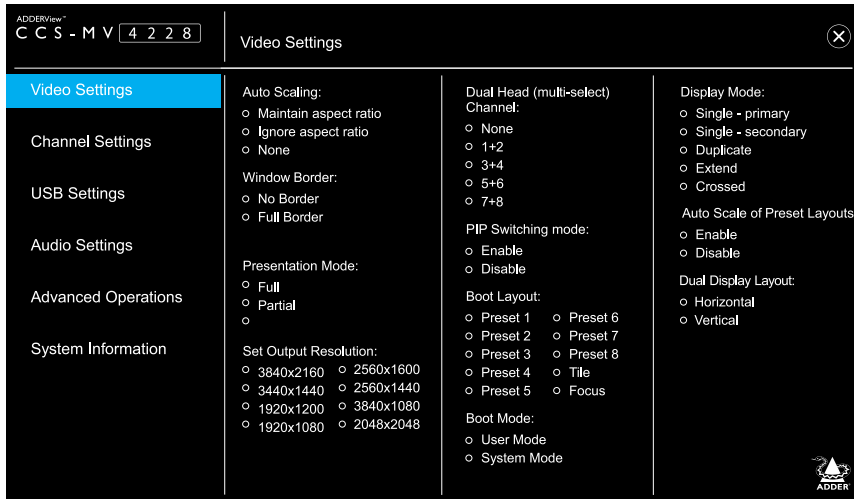 ADDERView™
CCS-MV 4228
Video Settings
Video Settings
Channel Settings
USB Settings
Audio Settings
Advanced Operations
System Information
Auto Scaling:
Maintain aspect ratio
Ignore aspect ratio
None
Window Border:
No Border
Full Border
Presentation Mode:
Full
Partial
Set Output Resolution:
3840x2160
3440x1440
1920x1200
1920x1080
2560x1600
2560x1440
3840x1080
2048x2048
Dual Head (multi-select)
Channel:
None
1+2
3+4
5+6
7+8
PIP Switching mode:
Enable
Disable
Boot Layout:
Preset 1
Preset 2
Preset 3
Preset 4
Preset 5
Preset 6
Preset 7
Preset 8
Tile
Focus
Boot Mode:
User Mode
System Mode
Display Mode:
Single - primary
Single - secondary
Duplicate
Extend
Crossed
Auto Scale of Preset Layouts
Enable
Disable
Dual Display Layout:
Horizontal
Vertical
ADDER